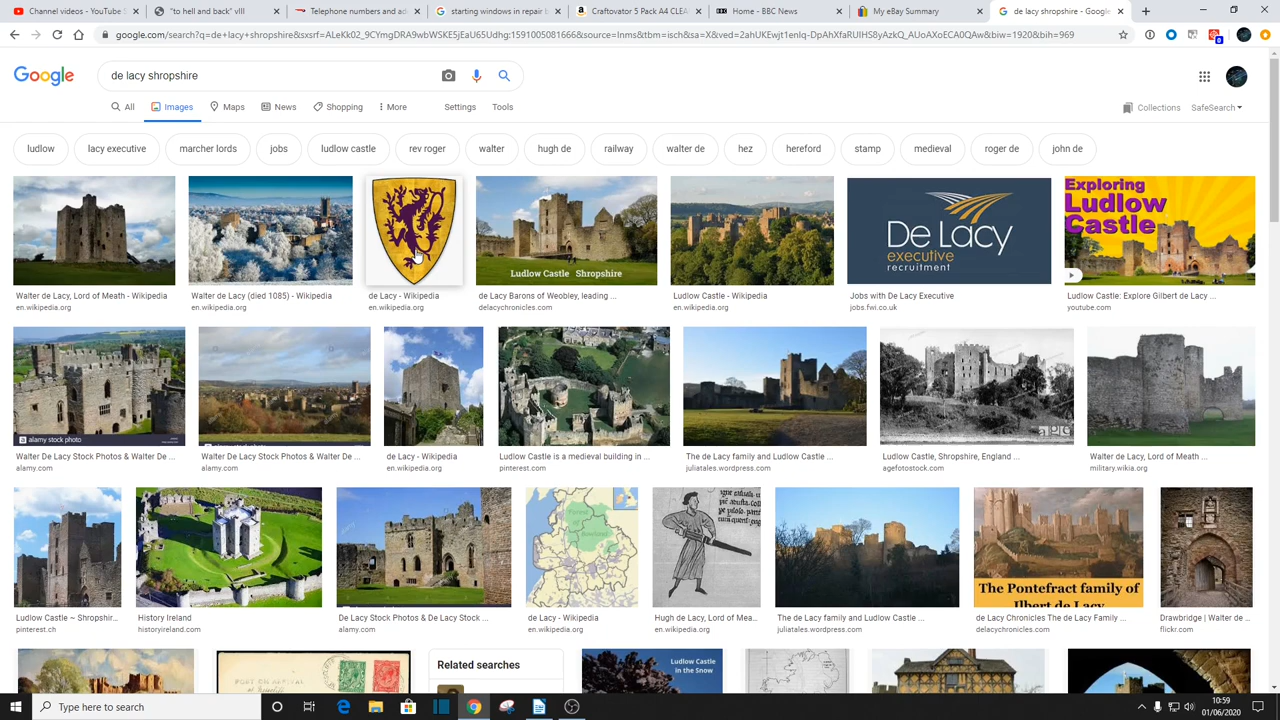 Channel videos - YouTube S
"to hell and back" vIII
Telephone numbers and ad
starting windows in repair b
Craftovator 5 Pack A4 CLEA
Home - BBC News
My eBay Summary
de lacy shropshire - Google
google.com/search?q=de+lacy+shropshire&sxsrf=ALeKk02_9CYmgDRA9wbWSKE5jEaU65Udhg:1591005081666&source=lnms&tbm=isch&sa=X&ved=2ahUKEwjt1enlq-DpAhXfaRUIHS8yAzkQ_AUoAXoECA0QAw&biw=1920&bih=969
Google
de lacy shropshire
All
Images
Maps
News
Shopping
More
Settings
Tools
Collections
SafeSearch
ludlow
lacy executive
marcher lords
jobs
ludlow castle
rev roger
walter
hugh de
railway
walter de
hez
hereford
stamp
medieval
roger de
john de
Ludlow Castle Shropshire
De Lacy
executive
recruitment
Exploring
Ludlow
Castle
Walter de Lacy, Lord of Meath - Wikipedia
en.wikipedia.org
Walter de Lacy (died 1085) - Wikipedia
en.wikipedia.org
de Lacy - Wikipedia
en.wikipedia.org
de Lacy Barons of Weobley, leading ...
delacychronicles.com
Ludlow Castle - Wikipedia
en.wikipedia.org
Jobs with De Lacy Executive
jobs.fwi.co.uk
Ludlow Castle: Explore Gilbert de Lacy ...
youtube.com
a alamy stock photo
a alamy stock photo
Walter De Lacy Stock Photos & Walter De ...
alamy.com
Walter De Lacy Stock Photos & Walter De ...
alamy.com
de Lacy - Wikipedia
en.wikipedia.org
Ludlow Castle is a medieval building in ...
pinterest.com
The de Lacy family and Ludlow Castle ...
juliatales.wordpress.com
Ludlow Castle, Shropshire, England ...
agefotostock.com
Walter de Lacy, Lord of Meath ...
military.wikia.org
Forest
of
Bowland
The Pontefract family of
Ilbert de Lacy
Ludlow Castle ~ Shropshir...
pinterest.ch
History Ireland
historyireland.com
De Lacy Stock Photos & De Lacy Stock ...
alamy.com
de Lacy - Wikipedia
en.wikipedia.org
Hugh de Lacy, Lord of Mea...
en.wikipedia.org
The de Lacy family and Ludlow Castle ...
juliatales.wordpress.com
de Lacy Chronicles The de Lacy Family ...
delacychronicles.com
Drawbridge | Walter de ...
flickr.com
Related searches
Ludlow Castle
in the Snow
Type here to search
10:59
01/06/2020